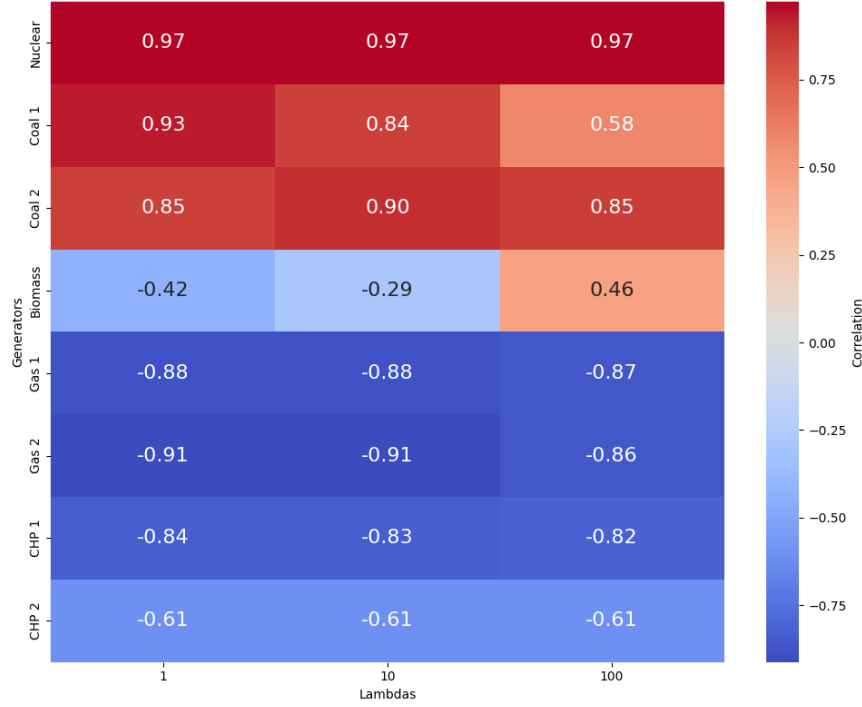 Nuclear 0.97 0.97 0.97
Coal 1 0.93 0.84 0.58
Coal 2 0.85 0.90 0.85
Biomass -0.42 -0.29 0.46
Gas 1 -0.88 -0.88 -0.87
Gas 2 -0.91 -0.91 -0.86
CHP 1 -0.84 -0.83 -0.82
CHP 2 -0.61 -0.61 -0.61
Generators
1 10 100
Lambdas
0.75
0.50
0.25
0.00
−0.25
−0.50
−0.75
Correlation